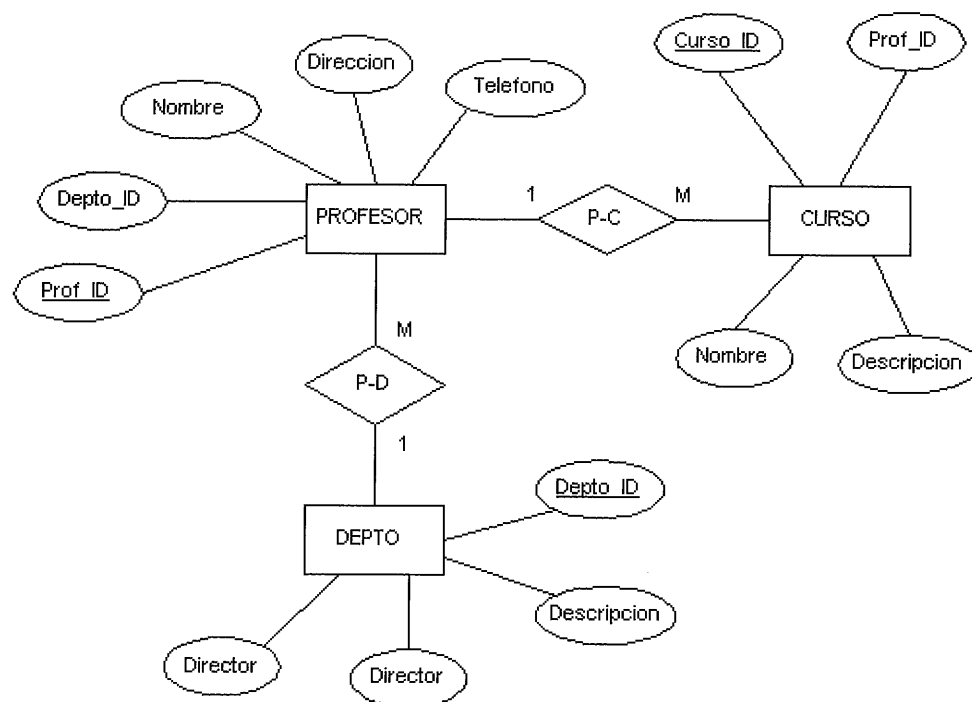 Curso_ID
Prof_ID
Direccion
Telefono
Nombre
Depto_ID
PROFESOR
1
P-C
M
CURSO
Prof_ID
M
Nombre
Descripcion
P-D
1
Depto_ID
DEPTO
Descripcion
Director
Director